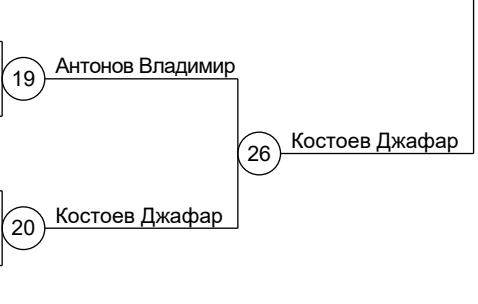 19 Антонов Владимир
26 Костоев Джафар
20 Костоев Джафар